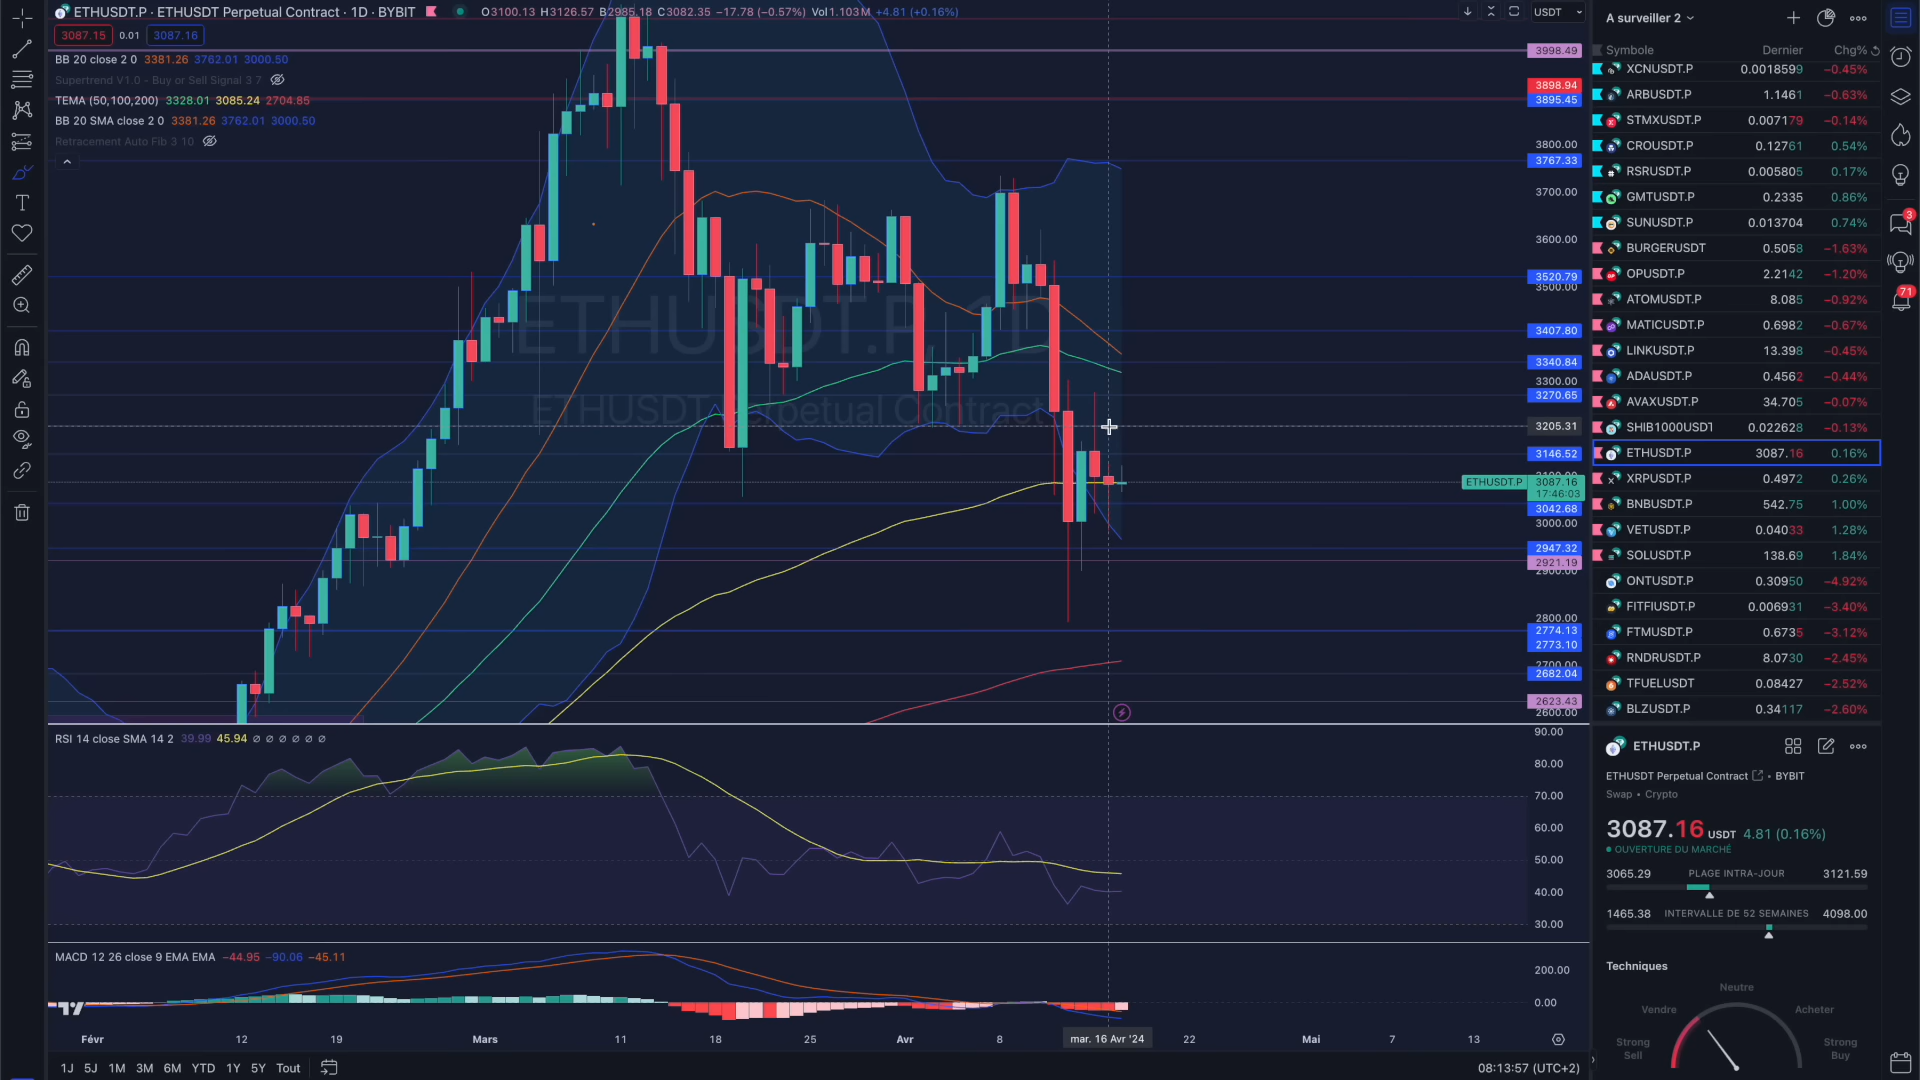 ETHUSDT.P · ETHUSDT Perpetual Contract · 1D · BYBIT O3100.13 H3126.57 B2985.18 C3082.35 −17.78 (−0.57%) Vol1.103M +4.81 (+0.16%) USDT
3087.15 0.01 3087.16
BB 20 close 2 0 3381.26 3762.01 3000.50
Supertrend V1.0 - Buy or Sell Signal 3 7
TEMA (50,100,200) 3328.01 3085.24 2704.85
BB 20 SMA close 2 0 3381.26 3762.01 3000.50
Retracement Auto Fib 3 10
ETHUSDT.P, 1D
ETHUSDT Perpetual Contract
3998.49
3898.94
3895.45
3800.00
3767.33
3700.00
3600.00
3520.79
3500.00
3407.80
3340.84
3300.00
3270.65
3205.31
3146.52
3100.00
ETHUSDT.P 3087.16
17:46:03
3042.68
3000.00
2947.32
2921.19
2900.00
2800.00
2774.13
2773.10
2700.00
2682.04
2623.43
2600.00
RSI 14 close SMA 14 2 39.99 45.94 ∅ ∅ ∅ ∅ ∅ ∅
90.00
80.00
70.00
60.00
50.00
40.00
30.00
MACD 12 26 close 9 EMA EMA −44.95 −90.06 −45.11
200.00
0.00
Févr 12 19 Mars 11 18 25 Avr 8 mar. 16 Avr '24 22 Mai 7 13
1J 5J 1M 3M 6M YTD 1Y 5Y Tout 08:13:57 (UTC+2)
A surveiller 2
Symbole Dernier Chg%
XCNUSDT.P 0.0018599 −0.45%
ARBUSDT.P 1.1461 −0.63%
STMXUSDT.P 0.007179 −0.14%
CROUSDT.P 0.12761 0.54%
RSRUSDT.P 0.005805 0.17%
GMTUSDT.P 0.2335 0.86%
SUNUSDT.P 0.013704 0.74%
BURGERUSDT 0.5058 −1.63%
OPUSDT.P 2.2142 −1.20%
ATOMUSDT.P 8.085 −0.92%
MATICUSDT.P 0.6982 −0.67%
LINKUSDT.P 13.398 −0.45%
ADAUSDT.P 0.4562 −0.44%
AVAXUSDT.P 34.705 −0.07%
SHIB1000USDT 0.022628 −0.13%
ETHUSDT.P 3087.16 0.16%
XRPUSDT.P 0.4972 0.26%
BNBUSDT.P 542.75 1.00%
VETUSDT.P 0.04033 1.28%
SOLUSDT.P 138.69 1.84%
ONTUSDT.P 0.30950 −4.92%
FITFIUSDT.P 0.006931 −3.40%
FTMUSDT.P 0.6735 −3.12%
RNDRUSDT.P 8.0730 −2.45%
TFUELUSDT 0.08427 −2.52%
BLZUSDT.P 0.34117 −2.60%
ETHUSDT.P
ETHUSDT Perpetual Contract • BYBIT
Swap • Crypto
3087.16 USDT 4.81 (0.16%)
OUVERTURE DU MARCHÉ
3065.29 PLAGE INTRA-JOUR 3121.59
1465.38 INTERVALLE DE 52 SEMAINES 4098.00
Techniques
Neutre
Vendre Acheter
Strong Sell Strong Buy
3
71